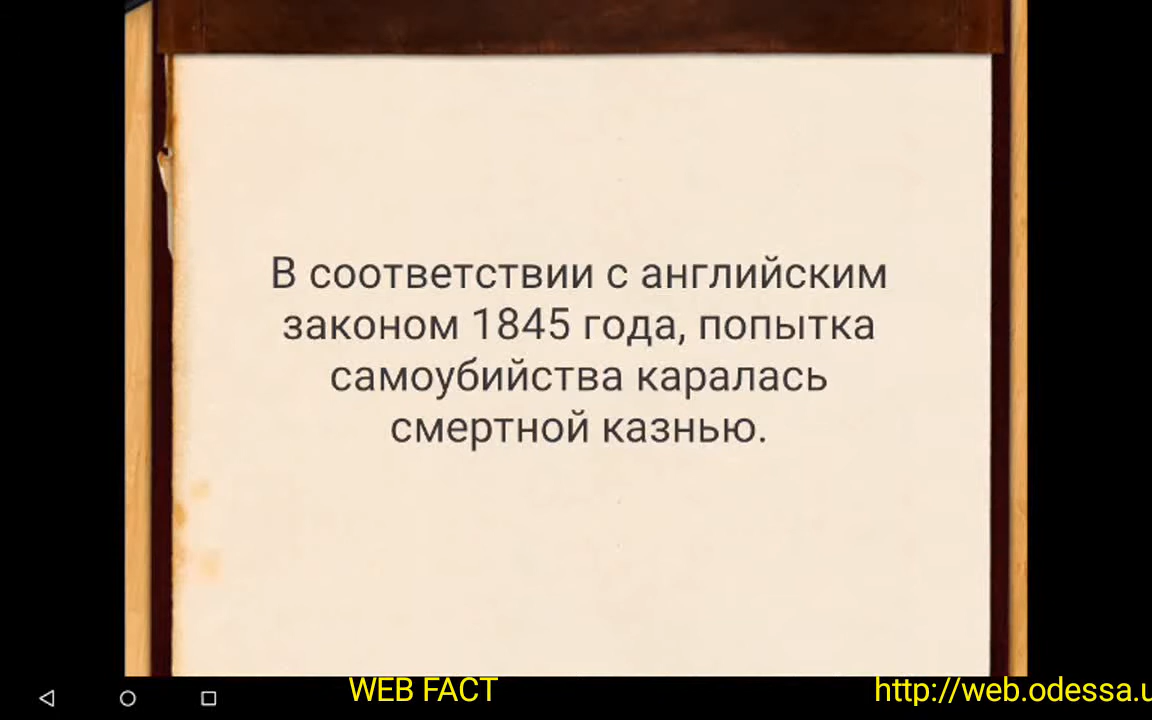 В соответствии с английским
законом 1845 года, попытка
самоубийства каралась
смертной казнью.
WEB FACT
http://web.odessa.u